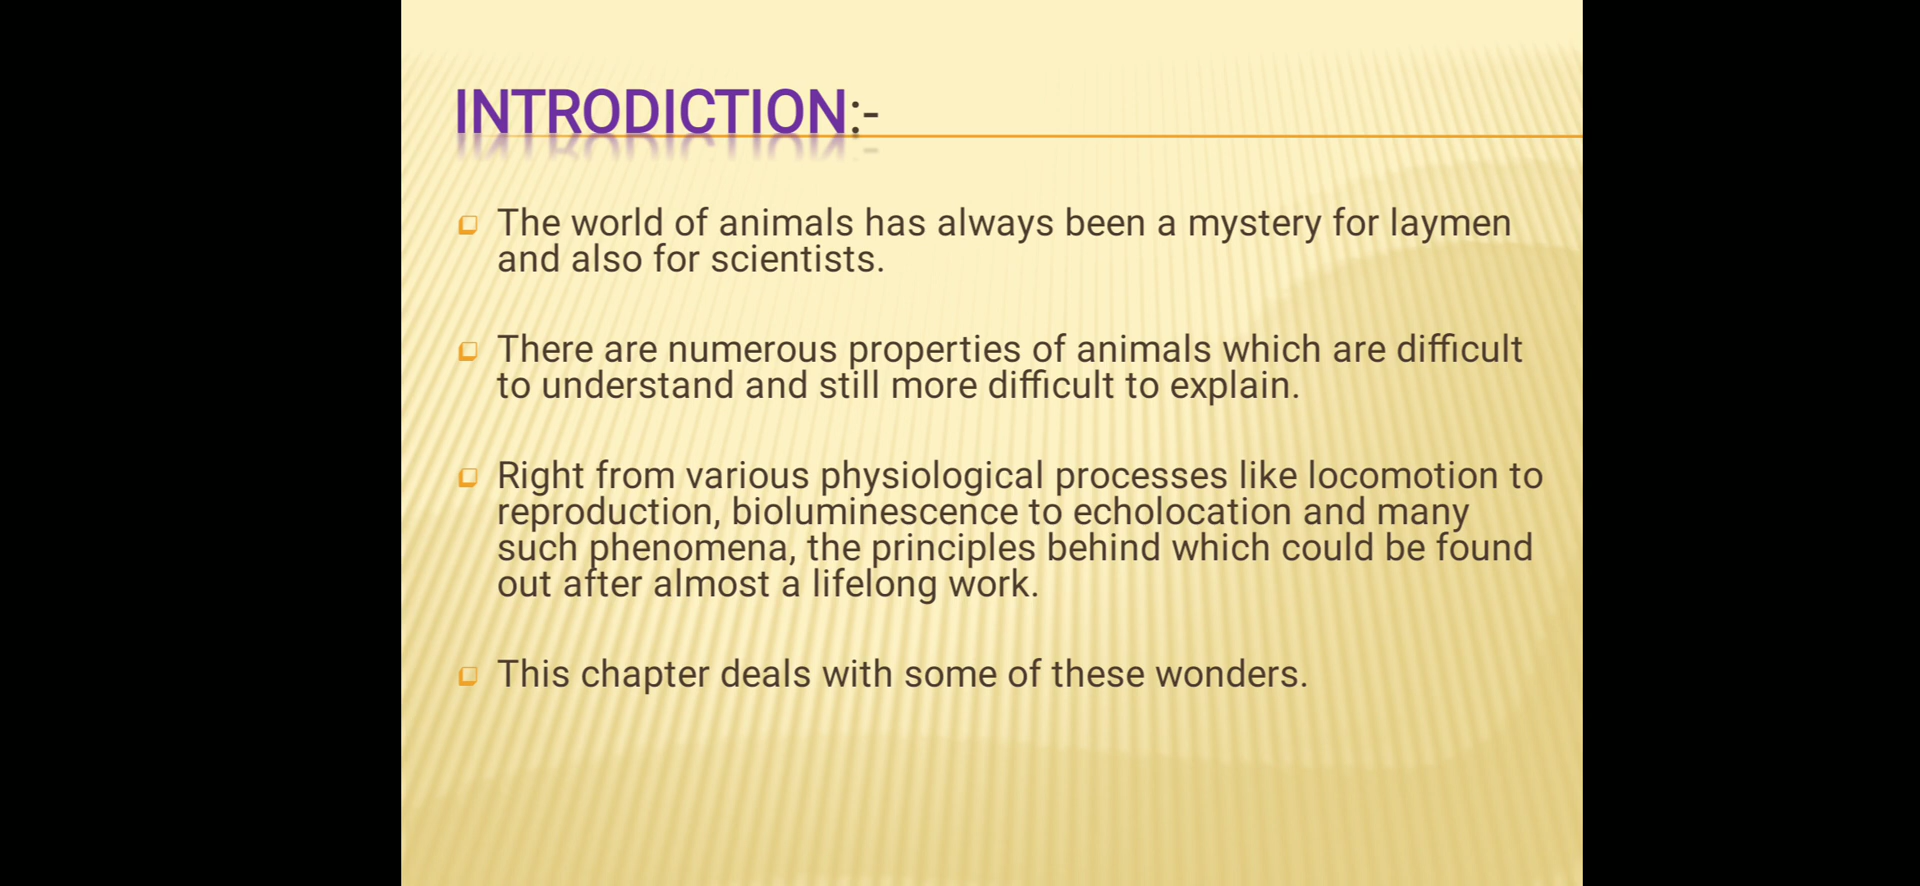 INTRODICTION:-
The world of animals has always been a mystery for laymen
and also for scientists.
There are numerous properties of animals which are difficult
to understand and still more difficult to explain.
Right from various physiological processes like locomotion to
reproduction, bioluminescence to echolocation and many
such phenomena, the principles behind which could be found
out after almost a lifelong work.
This chapter deals with some of these wonders.